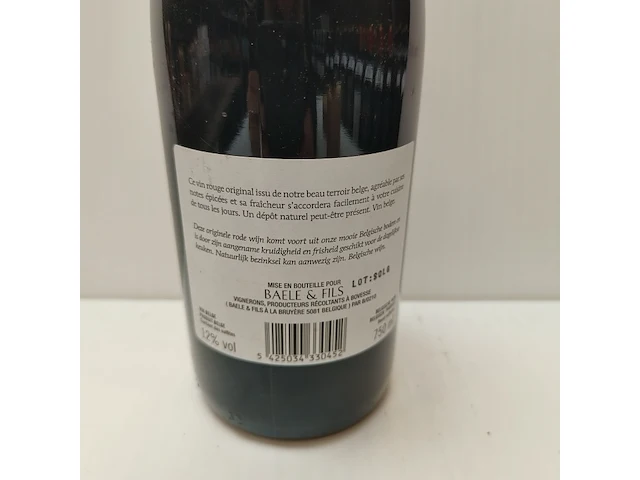 Ce vin rouge original issu de notre beau terroir belge, agréable par ses
notes épicées et sa fraîcheur s'accordera facilement à votre cuisine
de tous les jours. Un dépôt naturel peut-être présent. Vin belge.
Deze originele rode wijn komt voort uit onze mooie Belgische bodem en
is door zijn aangename kruidigheid en frisheid geschikt voor de dagelijkse
keuken. Natuurlijk bezinksel kan aanwezig zijn. Belgische wijn.
MISE EN BOUTEILLE POUR LOT:80L6
BAELE & FILS
VIGNERONS, PRODUCTEURS RÉCOLTANTS À BOVESSE.
( BAELE & FILS À LA BRUYÈRE 5081 BELGIQUE ) PAR
12% vol
750 ml
5 425034 330452